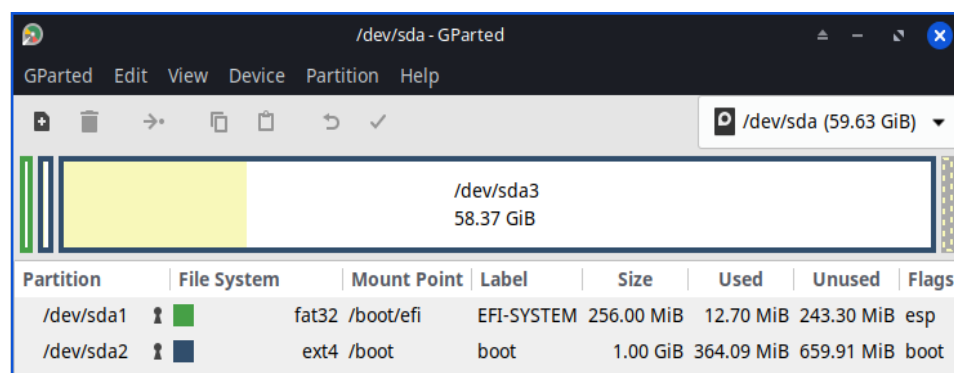 /dev/sda - GParted
GParted Edit View Device Partition Help
/dev/sda (59.63 GiB)
/dev/sda3
58.37 GiB
Partition File System Mount Point Label Size Used Unused Flags
/dev/sda1 fat32 /boot/efi EFI-SYSTEM 256.00 MiB 12.70 MiB 243.30 MiB esp
/dev/sda2 ext4 /boot boot 1.00 GiB 364.09 MiB 659.91 MiB boot